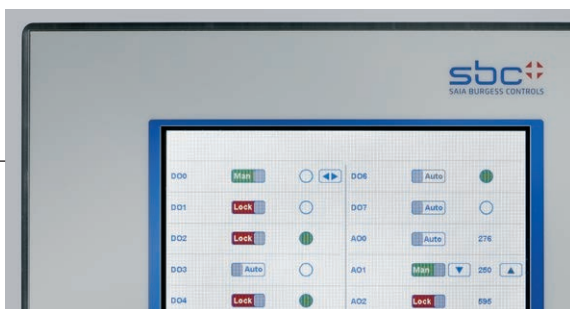 sbc
SAIA BURGESS CONTROLS
DO0 Man DO6 Auto
DO1 Lock DO7 Auto
DO2 Lock AO0 Auto 276
DO3 Auto AO1 Man 250
DO4 Lock AO2 Lock 595